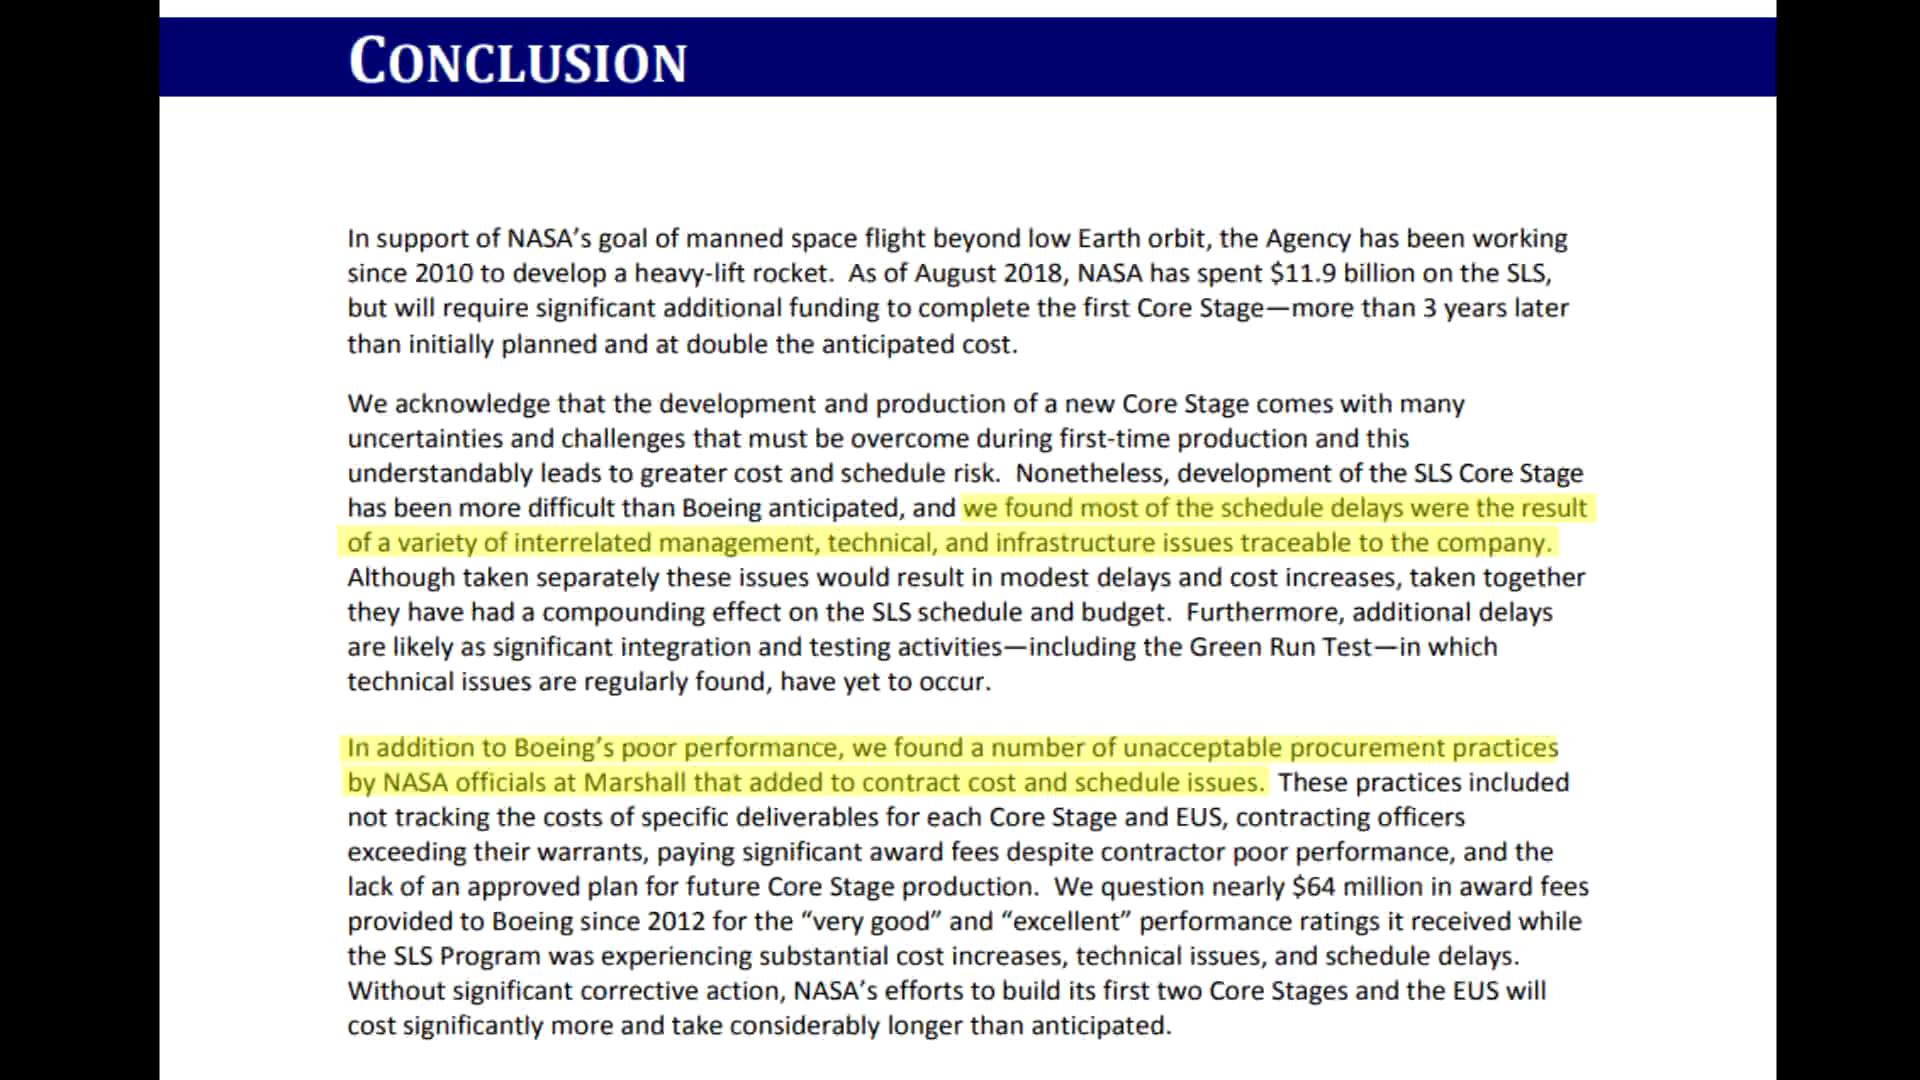 CONCLUSION
In support of NASA's goal of manned space flight beyond low Earth orbit, the Agency has been working
since 2010 to develop a heavy-lift rocket.  As of August 2018, NASA has spent $11.9 billion on the SLS,
but will require significant additional funding to complete the first Core Stage—more than 3 years later
than initially planned and at double the anticipated cost.
We acknowledge that the development and production of a new Core Stage comes with many
uncertainties and challenges that must be overcome during first-time production and this
understandably leads to greater cost and schedule risk.  Nonetheless, development of the SLS Core Stage
has been more difficult than Boeing anticipated, and we found most of the schedule delays were the result
of a variety of interrelated management, technical, and infrastructure issues traceable to the company.
Although taken separately these issues would result in modest delays and cost increases, taken together
they have had a compounding effect on the SLS schedule and budget.  Furthermore, additional delays
are likely as significant integration and testing activities—including the Green Run Test—in which
technical issues are regularly found, have yet to occur.
In addition to Boeing's poor performance, we found a number of unacceptable procurement practices
by NASA officials at Marshall that added to contract cost and schedule issues.  These practices included
not tracking the costs of specific deliverables for each Core Stage and EUS, contracting officers
exceeding their warrants, paying significant award fees despite contractor poor performance, and the
lack of an approved plan for future Core Stage production.  We question nearly $64 million in award fees
provided to Boeing since 2012 for the “very good” and “excellent” performance ratings it received while
the SLS Program was experiencing substantial cost increases, technical issues, and schedule delays.
Without significant corrective action, NASA's efforts to build its first two Core Stages and the EUS will
cost significantly more and take considerably longer than anticipated.